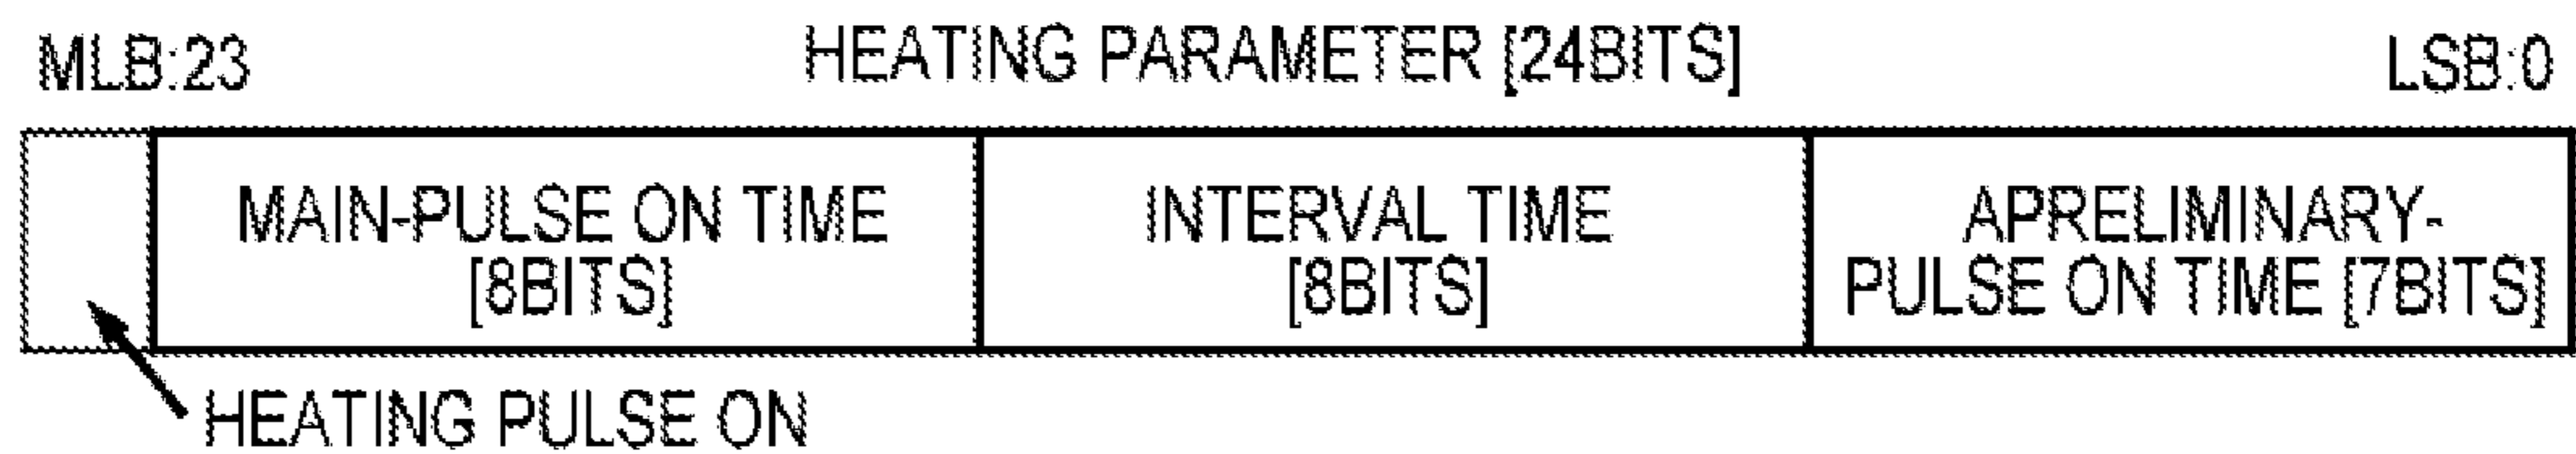 MLB:23 HEATING PARAMETER [24BITS] LSB:0
MAIN-PULSE ON TIME
[8BITS]
INTERVAL TIME
[8BITS]
APRELIMINARY-
PULSE ON TIME [7BITS]
HEATING PULSE ON